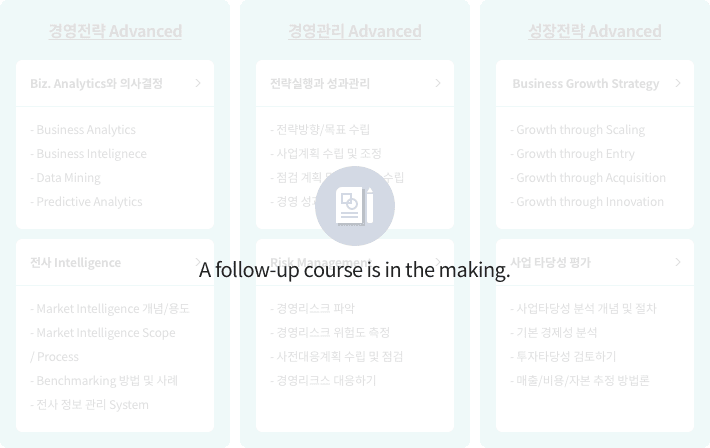 경영전략 Advanced
Biz. Analytics와 의사결정
- Business Analytics
- Business Intelignece
- Data Mining
- Predictive Analytics
전사 Intelligence
- Market Intelligence 개념/용도
- Market Intelligence Scope
/ Process
- Benchmarking 방법 및 사례
- 전사 정보 관리 System
경영관리 Advanced
전략실행과 성과관리
- 전략방향/목표 수립
- 사업계획 수립 및 조정
- 점검 계획 수립
- 경영
Risk Management
- 경영리스크 파악
- 경영리스크 위험도 측정
- 사전대응계획 수립 및 점검
- 경영리크스 대응하기
성장전략 Advanced
Business Growth Strategy
- Growth through Scaling
- Growth through Entry
- Growth through Acquisition
- Growth through Innovation
사업 타당성 평가
- 사업타당성 분석 개념 및 절차
- 기본 경제성 분석
- 투자타당성 검토하기
- 매출/비용/자본 추정 방법론
A follow-up course is in the making.